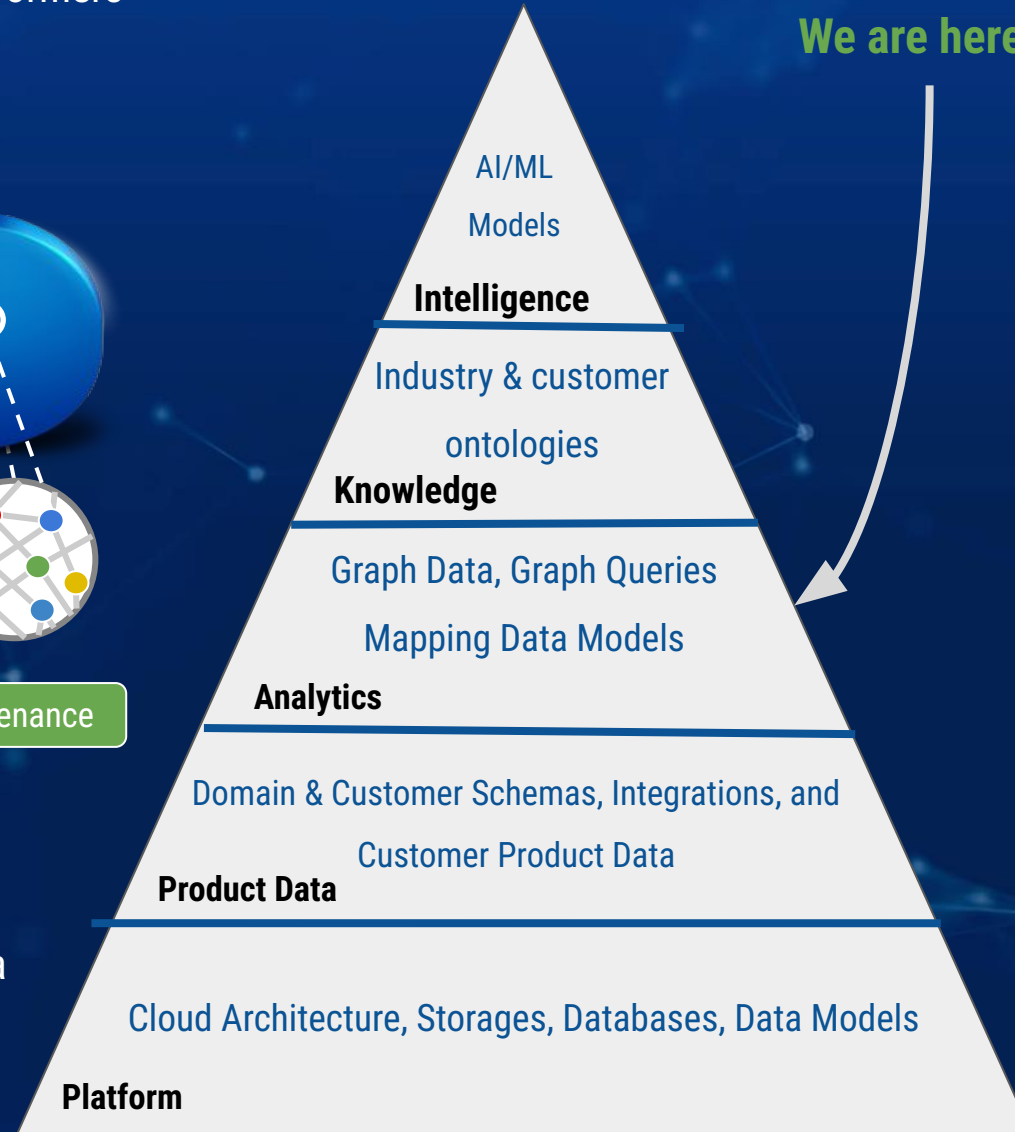 We are here
AI/ML
Models
Intelligence
Industry & customer
ontologies
Knowledge
Graph Data, Graph Queries
Mapping Data Models
Analytics
enance
Domain & Customer Schemas, Integrations, and
Customer Product Data
Product Data
a
Cloud Architecture, Storages, Databases, Data Models
Platform